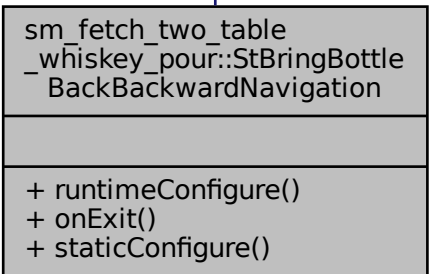 sm_fetch_two_table
_whiskey_pour::StBringBottle
BackBackwardNavigation
+ runtimeConfigure()
+ onExit()
+ staticConfigure()